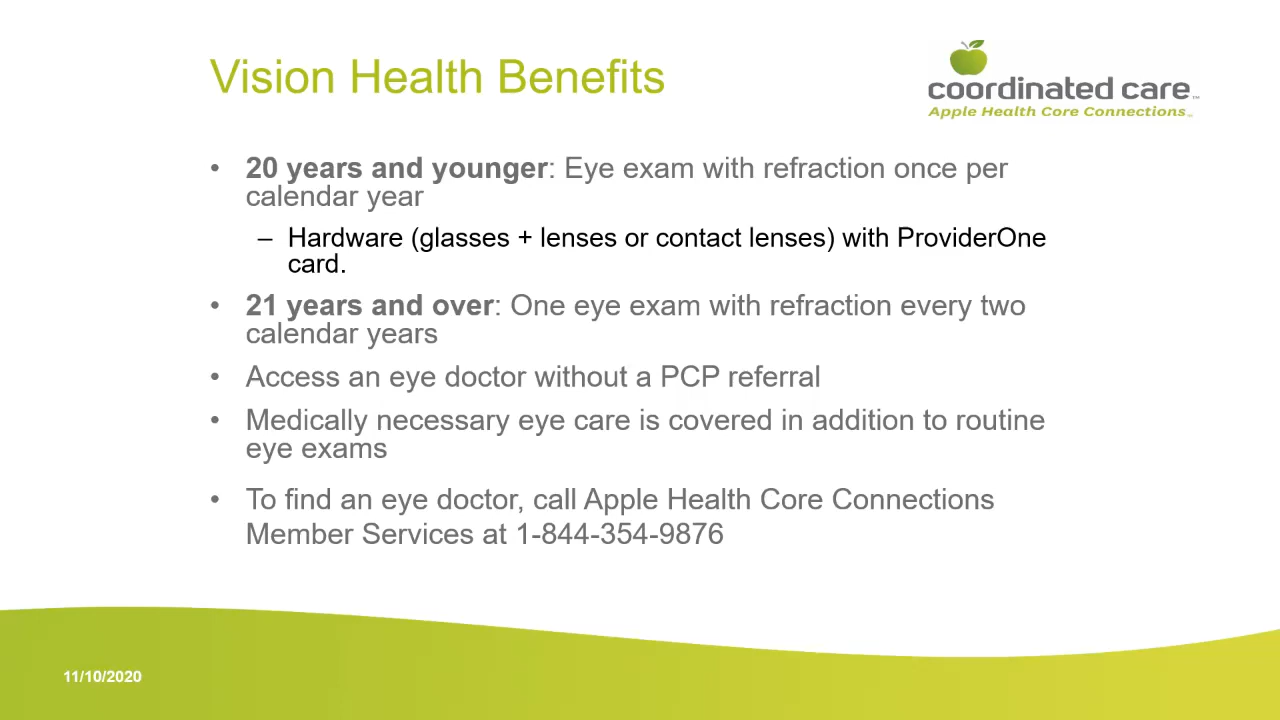 Vision Health Benefits
coordinated care™
Apple Health Core Connections
• 20 years and younger: Eye exam with refraction once per
calendar year
– Hardware (glasses + lenses or contact lenses) with ProviderOne
card.
• 21 years and over: One eye exam with refraction every two
calendar years
• Access an eye doctor without a PCP referral
• Medically necessary eye care is covered in addition to routine
eye exams
• To find an eye doctor, call Apple Health Core Connections
Member Services at 1-844-354-9876
11/10/2020